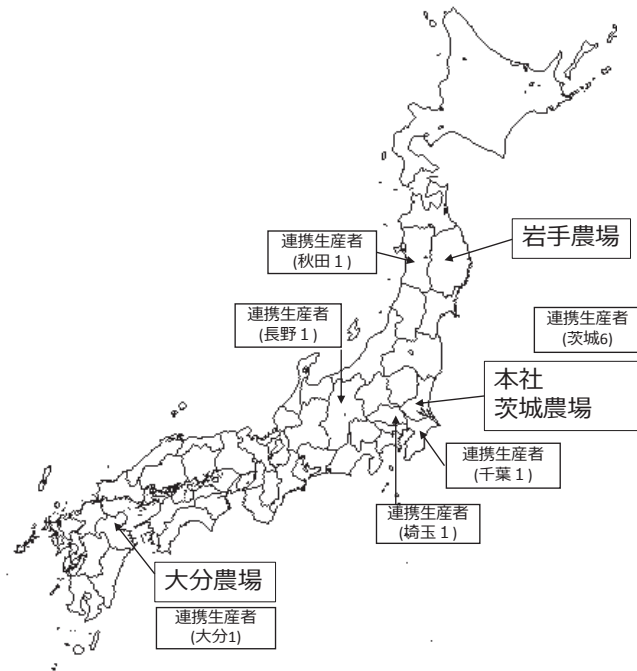 岩手農場
連携生産者
(秋田１)
連携生産者
(長野１)
連携生産者
(茨城6)
本社
茨城農場
連携生産者
(千葉１)
連携生産者
(埼玉１)
大分農場
連携生産者
(大分1)